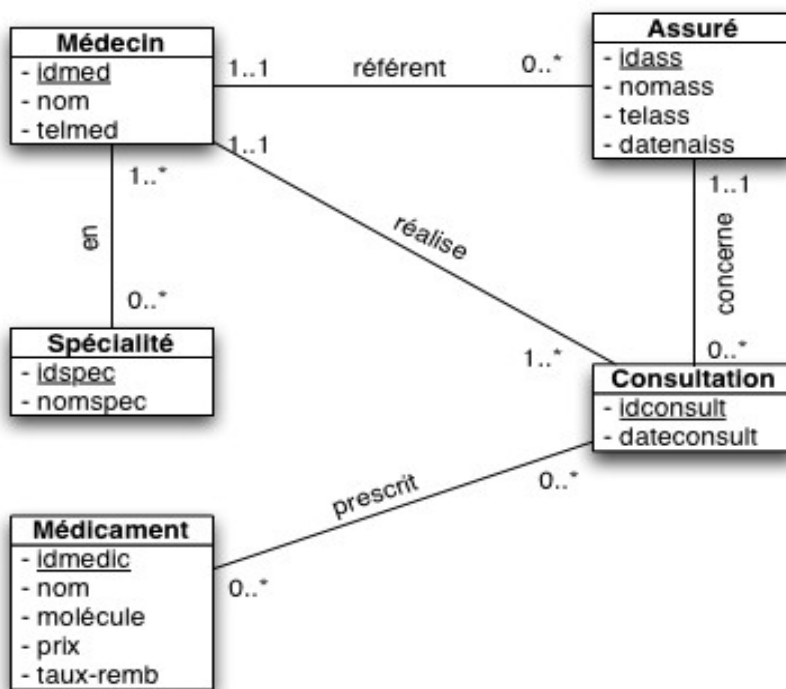 Médecin
- idmed
- nom
- telmed
1..1
référent
0..*
Assuré
- idass
- nomass
- telass
- datenaiss
1..1
1..*
en
0..*
réalise
1..*
1..1
concerne
0..*
Spécialité
- idspec
- nomspec
Consultation
- idconsult
- dateconsult
0..*
prescrit
0..*
Médicament
- idmedic
- nom
- molécule
- prix
- taux-remb